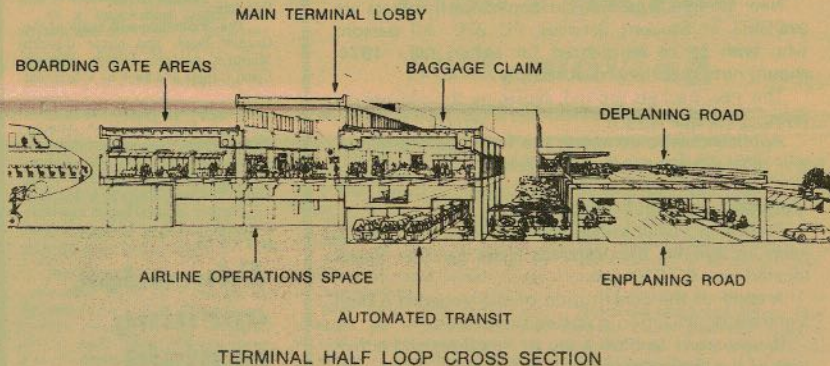 MAIN TERMINAL LOBBY
BOARDING GATE AREAS
BAGGAGE CLAIM
DEPLANING ROAD
AIRLINE OPERATIONS SPACE
ENPLANING ROAD
AUTOMATED TRANSIT
TERMINAL HALF LOOP CROSS SECTION